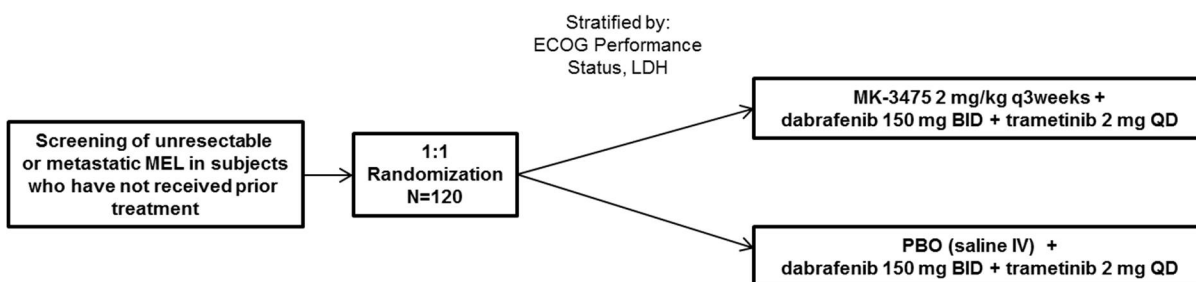 Stratified by:
ECOG Performance
Status, LDH
Screening of unresectable
or metastatic MEL in subjects
who have not received prior
treatment
1:1
Randomization
N=120
MK-3475 2 mg/kg q3weeks +
dabrafenib 150 mg BID + trametinib 2 mg QD
PBO (saline IV) +
dabrafenib 150 mg BID + trametinib 2 mg QD